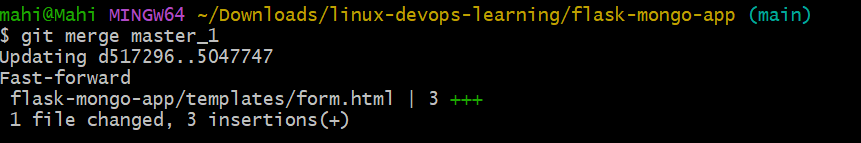 mahi@Mahi MINGW64 ~/Downloads/linux-devops-learning/flask-mongo-app (main)
$ git merge master_1
Updating d517296..5047747
Fast-forward
 flask-mongo-app/templates/form.html | 3 +++
 1 file changed, 3 insertions(+)